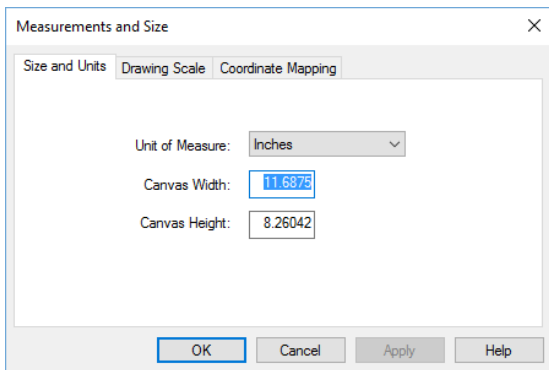 Measurements and Size
Size and Units Drawing Scale Coordinate Mapping
Unit of Measure: Inches
Canvas Width: 11.6875
Canvas Height: 8.26042
OK Cancel Apply Help